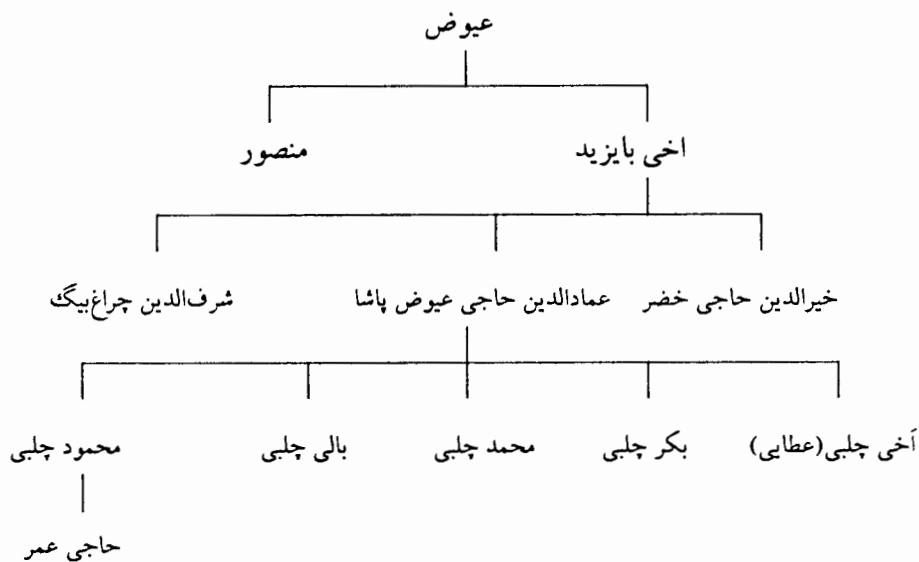 عیوض
اخی بایزید منصور
خیرالدین حاجی خضر عمادالدین حاجی عیوض پاشا شرف‌الدین چراغ‌بیگ
اَخی چلبی(عطایی) بکر چلبی محمد چلبی بالی چلبی محمود چلبی
حاجی عمر